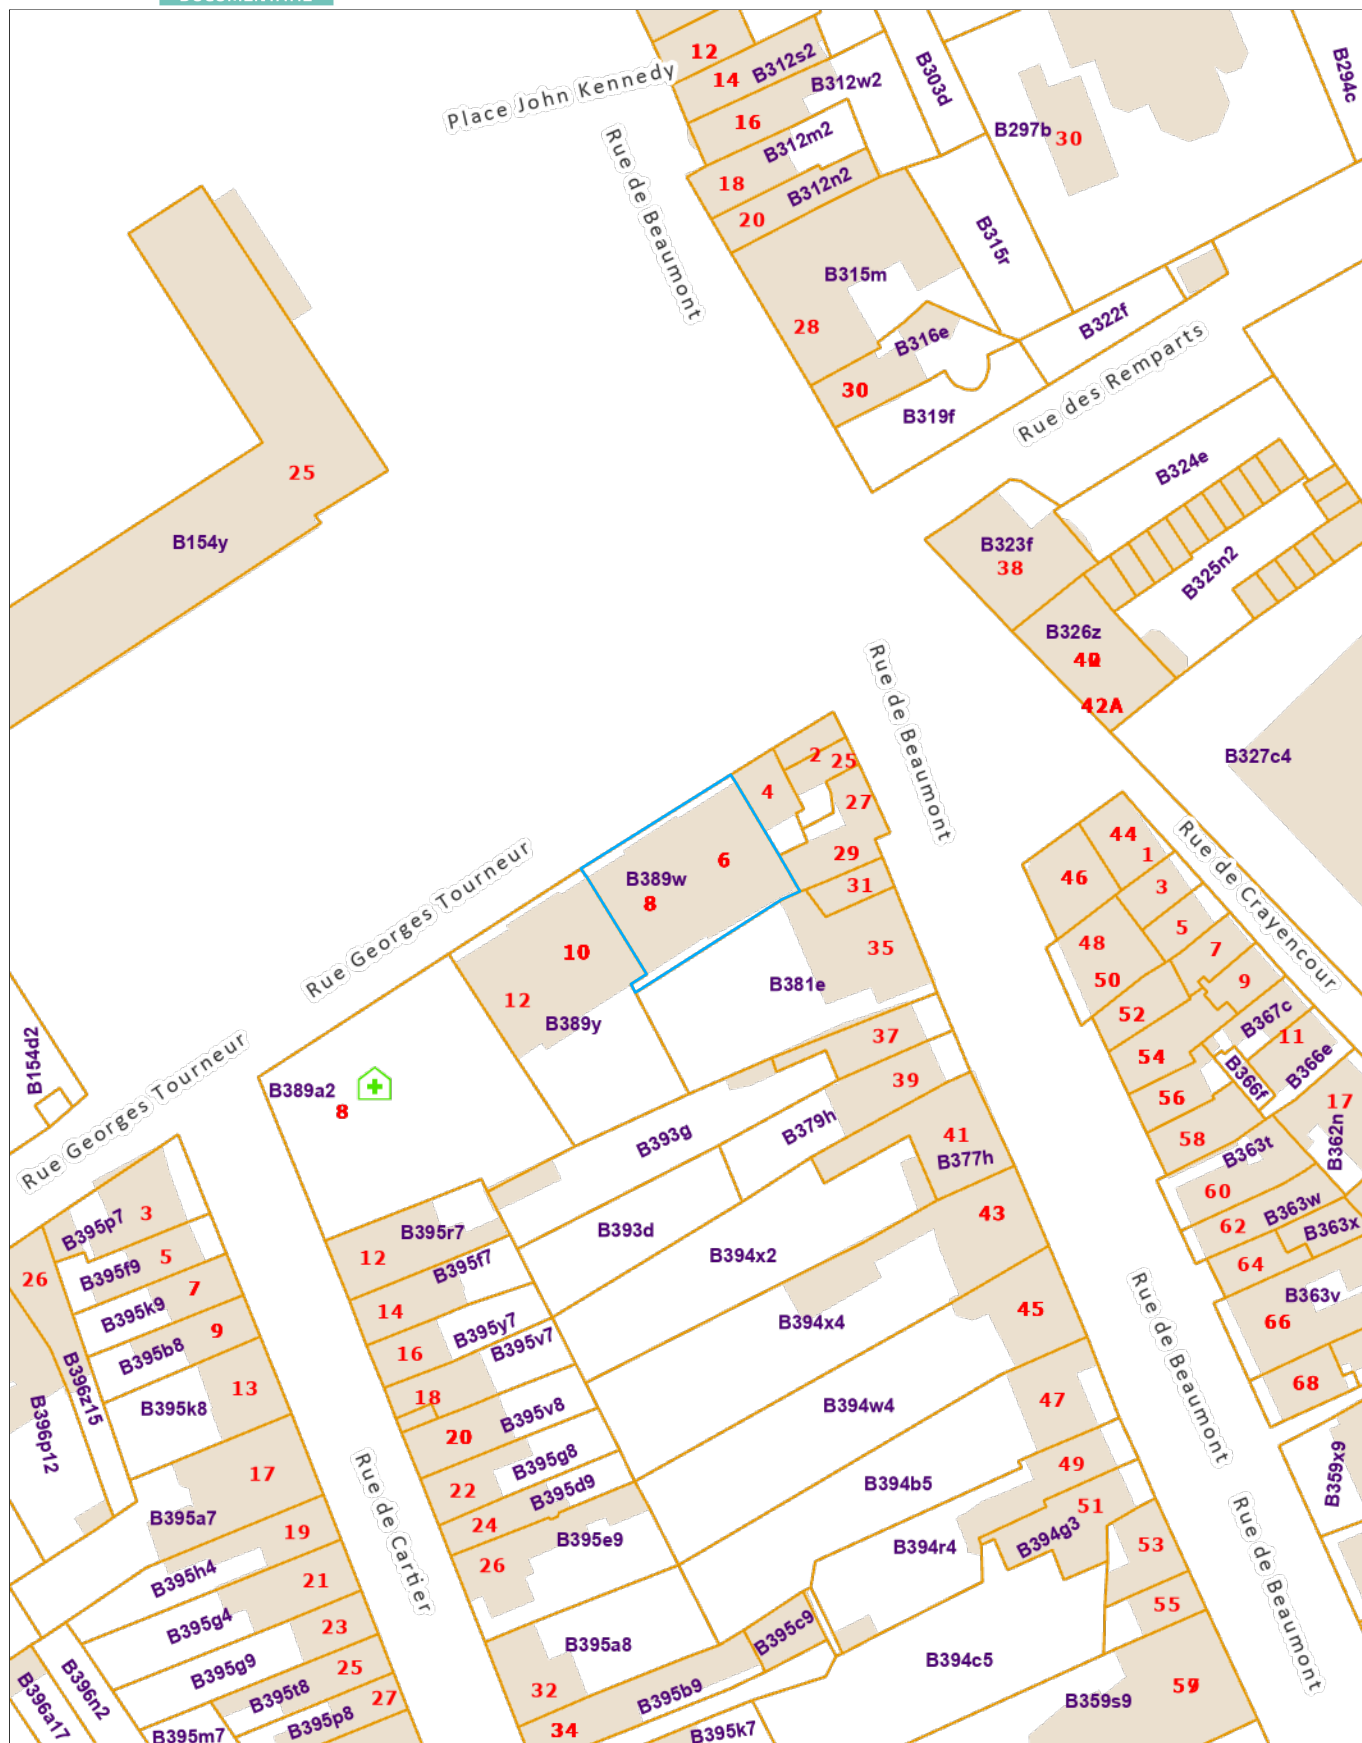 12
14
B312s2
B312w2
B303d
B294c
Place John Kennedy
16
B312m2
B297b
30
Rue de Beaumont
18
B312n2
20
B315r
B315m
28
B316e
B322f
30
B319f
Rue des Remparts
25
B154y
B324e
B323f
38
B325n2
B326z
42A
B327c4
Rue de Beaumont
2
25
4
27
6
29
B389w
8
31
44
1
46
3
5
48
7
50
9
Rue de Crayencour
Rue Georges Tourneur
10
35
12
B381e
B389y
52
B367c
11
37
54
B366e
39
B366f
B154d2
B389a2
8
56
17
Rue Georges Tourneur
B393g
B379h
41
B377h
58
B363t
B362n
60
B395p7
3
B393d
43
62
B363w
B363x
26
B395f9
5
B395r7
12
B395f7
B394x2
64
7
B395k9
14
B394x4
45
B363v
66
9
B395b8
B396z15
16
B395y7
B395v7
Rue de Beaumont
13
B395k8
18
B394w4
47
68
B396p12
20
B395v8
17
B395g8
22
B395d9
B394b5
49
B359x9
B395a7
19
24
B395e9
51
B394g3
B394r4
53
26
Rue de Cartier
B395h4
21
55
Rue de Beaumont
B395g4
23
B395a8
B395c9
B394c5
B395g9
25
B396n2
B396a17
B395t8
27
32
B395b9
B359s9
B395m7
B395p8
34
B395k7